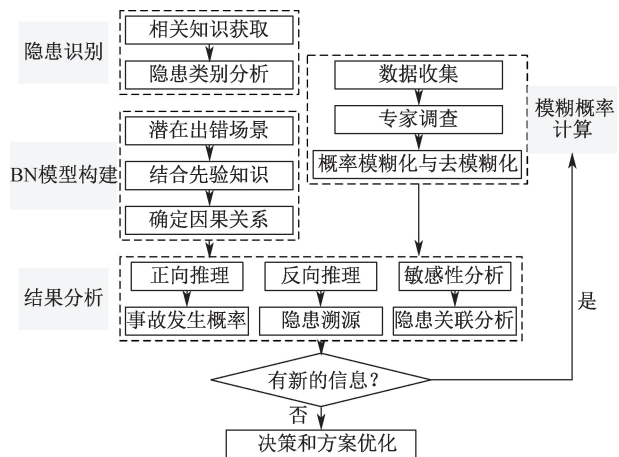 隐患识别
相关知识获取
隐患类别分析
数据收集
专家调查
概率模糊化与去模糊化
模糊概率
计算
BN模型构建
潜在出错场景
结合先验知识
确定因果关系
结果分析
正向推理
反向推理
敏感性分析
事故发生概率
隐患溯源
隐患关联分析
是
有新的信息?
否
决策和方案优化